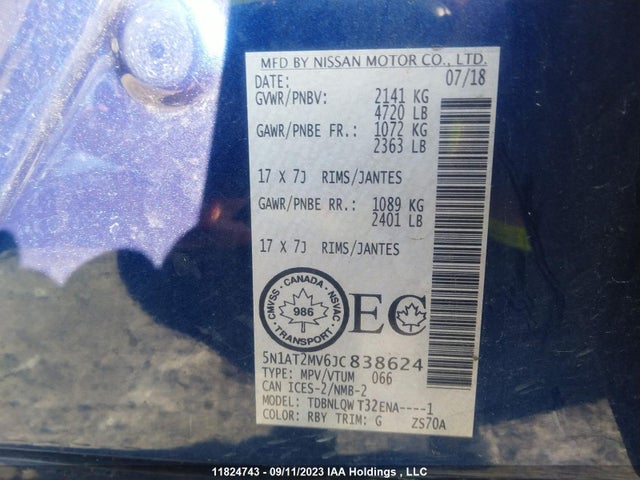 MFD BY NISSAN MOTOR CO., LTD.
DATE: 07/18
GVWR/PNBV: 2141 KG
4720 LB
GAWR/PNBE FR.: 1072 KG
2363 LB
17 X 7J RIMS/JANTES
GAWR/PNBE RR.: 1089 KG
2401 LB
17 X 7J RIMS/JANTES
CMVSS - CANADA - NSVAC
986
TRANSPORT
EC
5N1AT2MV6JC838624
TYPE: MPV/VTUM 066
CAN ICES-2/NMB-2
MODEL: TDBNLQW T32ENA----1
COLOR: RBY TRIM: G ZS70A
11824743 - 09/11/2023 IAA Holdings , LLC